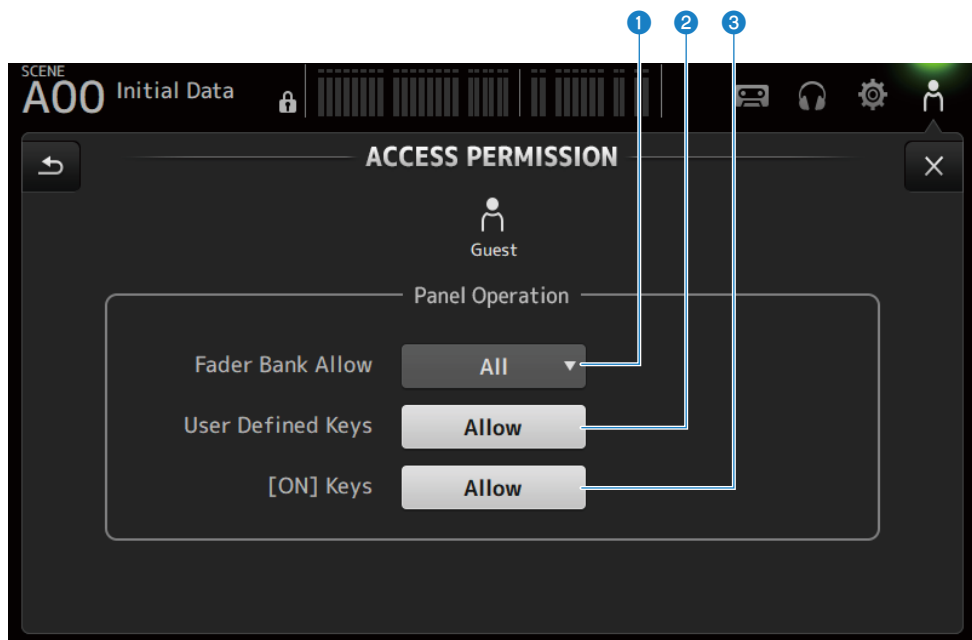 1 2 3
SCENE
A00 Initial Data
ACCESS PERMISSION
Guest
Panel Operation
Fader Bank Allow All
User Defined Keys Allow
[ON] Keys Allow